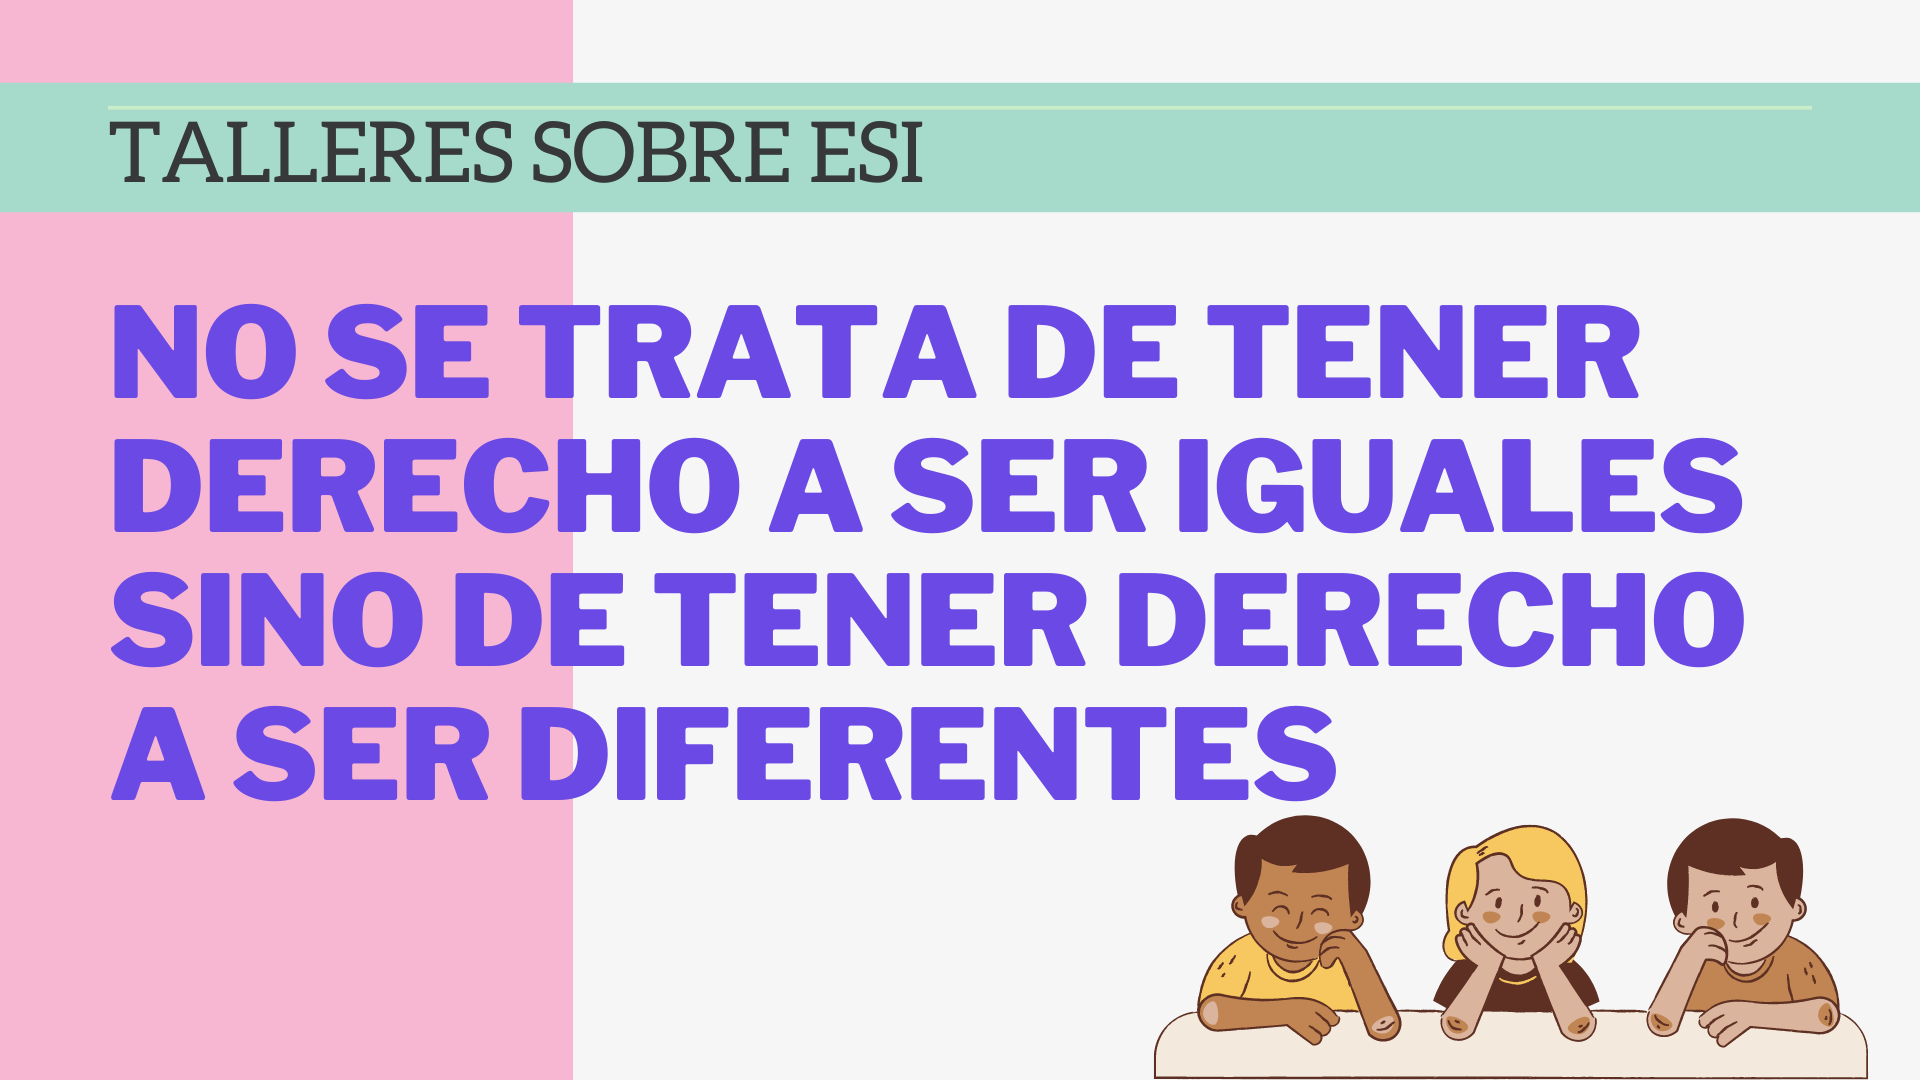 TALLERES SOBRE ESI
NO SE TRATA DE TENER
DERECHO A SER IGUALES
SINO DE TENER DERECHO
A SER DIFERENTES